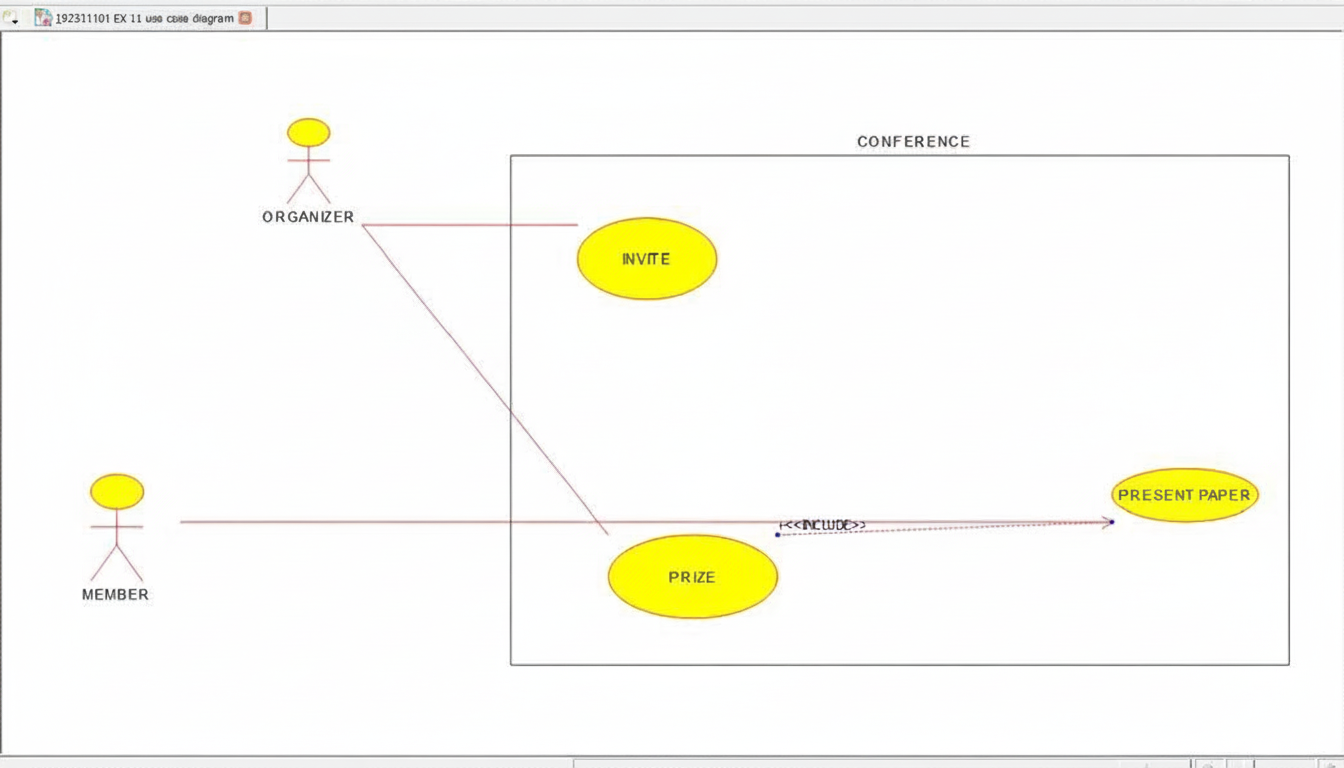 192311101 EX 11 use case diagram
CONFERENCE
ORGANIZER
INVITE
PRESENT PAPER
<<INCLUDE>>
PRIZE
MEMBER